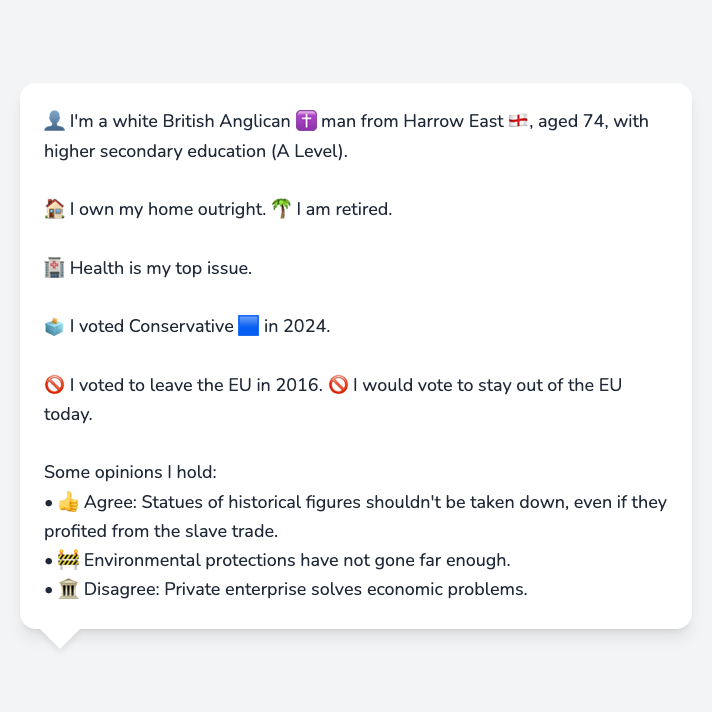 👤 I'm a white British Anglican ✝️ man from Harrow East 🏴󠁧󠁢󠁥󠁮󠁧󠁿, aged 74, with
higher secondary education (A Level).
🏠 I own my home outright. 🌴 I am retired.
🏥 Health is my top issue.
🗳️ I voted Conservative 🟦 in 2024.
🚫 I voted to leave the EU in 2016. 🚫 I would vote to stay out of the EU
today.
Some opinions I hold:
• 👍 Agree: Statues of historical figures shouldn't be taken down, even if they
profited from the slave trade.
• 🚧 Environmental protections have not gone far enough.
• 🏛️ Disagree: Private enterprise solves economic problems.